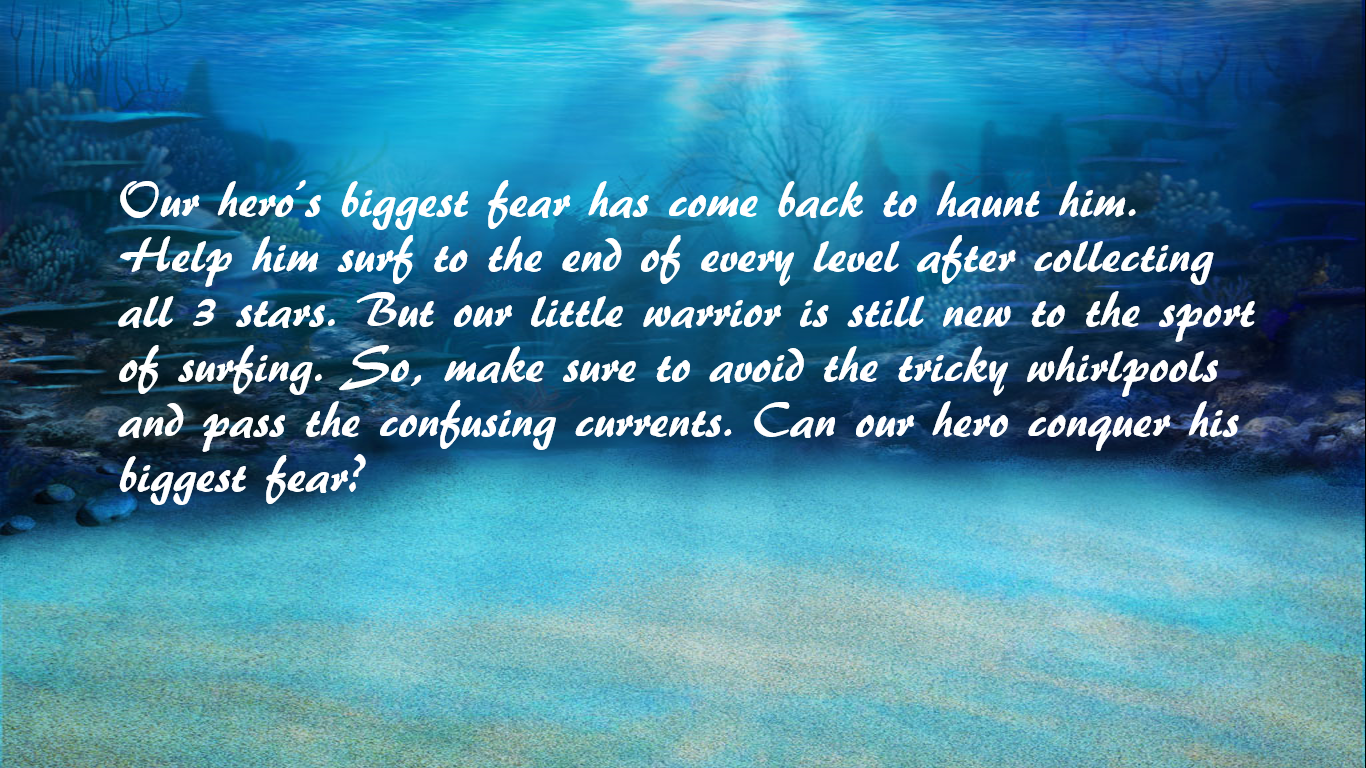 Our hero's biggest fear has come back to haunt him.
Help him surf to the end of every level after collecting
all 3 stars. But our little warrior is still new to the sport
of surfing. So, make sure to avoid the tricky whirlpools
and pass the confusing currents. Can our hero conquer his
biggest fear?